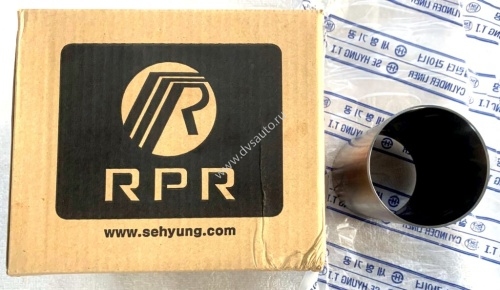 RPR
www.sehyung.com
www.dvsauto.ru
CYLINDER LINER
SE HYUNG T.I.